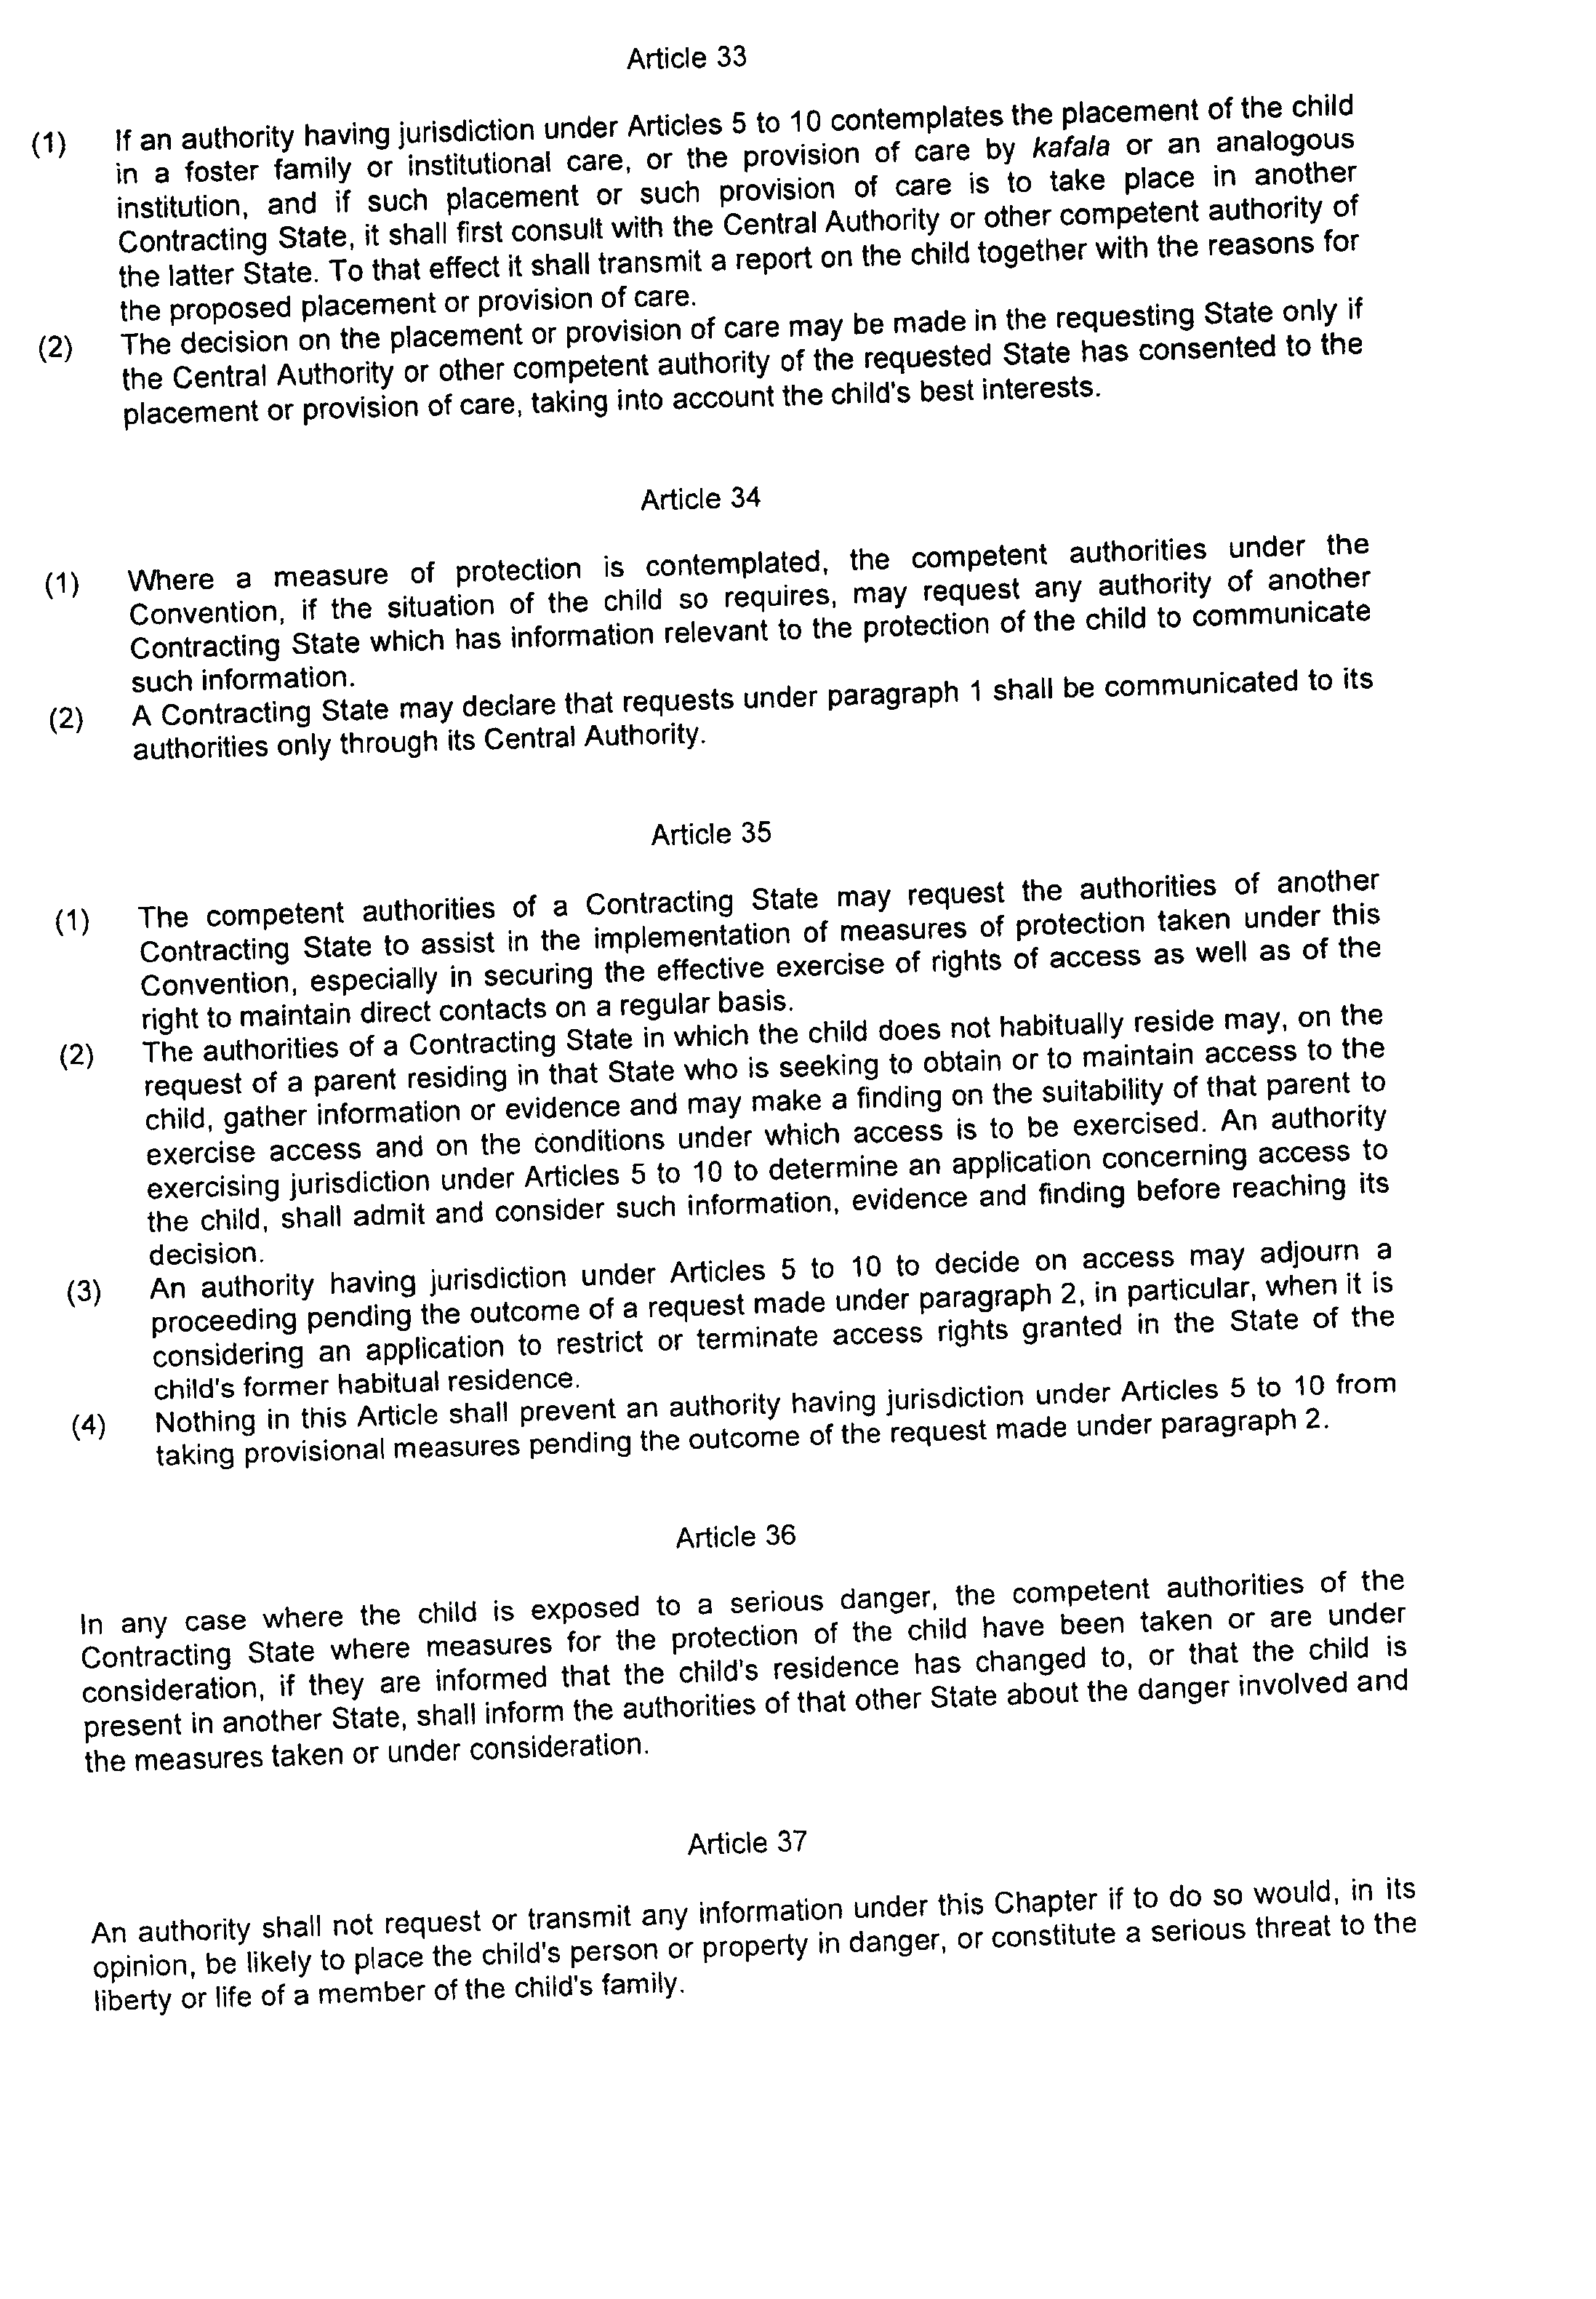 Article 33
(1) If an authority having jurisdiction under Articles 5 to 10 contemplates the placement of the child
in a foster family or institutional care, or the provision of care by kafala or an analogous
institution, and if such placement or such provision of care is to take place in another
Contracting State, it shall first consult with the Central Authority or other competent authority of
the latter State. To that effect it shall transmit a report on the child together with the reasons for
the proposed placement or provision of care.
(2) The decision on the placement or provision of care may be made in the requesting State only if
the Central Authority or other competent authority of the requested State has consented to the
placement or provision of care, taking into account the child's best interests.
Article 34
(1) Where a measure of protection is contemplated, the competent authorities under the
Convention, if the situation of the child so requires, may request any authority of another
Contracting State which has information relevant to the protection of the child to communicate
such information.
(2) A Contracting State may declare that requests under paragraph 1 shall be communicated to its
authorities only through its Central Authority.
Article 35
(1) The competent authorities of a Contracting State may request the authorities of another
Contracting State to assist in the implementation of measures of protection taken under this
Convention, especially in securing the effective exercise of rights of access as well as of the
right to maintain direct contacts on a regular basis.
(2) The authorities of a Contracting State in which the child does not habitually reside may, on the
request of a parent residing in that State who is seeking to obtain or to maintain access to the
child, gather information or evidence and may make a finding on the suitability of that parent to
exercise access and on the conditions under which access is to be exercised. An authority
exercising jurisdiction under Articles 5 to 10 to determine an application concerning access to
the child, shall admit and consider such information, evidence and finding before reaching its
decision.
(3) An authority having jurisdiction under Articles 5 to 10 to decide on access may adjourn a
proceeding pending the outcome of a request made under paragraph 2, in particular, when it is
considering an application to restrict or terminate access rights granted in the State of the
child's former habitual residence.
(4) Nothing in this Article shall prevent an authority having jurisdiction under Articles 5 to 10 from
taking provisional measures pending the outcome of the request made under paragraph 2.
Article 36
In any case where the child is exposed to a serious danger, the competent authorities of the
Contracting State where measures for the protection of the child have been taken or are under
consideration, if they are informed that the child's residence has changed to, or that the child is
present in another State, shall inform the authorities of that other State about the danger involved and
the measures taken or under consideration.
Article 37
An authority shall not request or transmit any information under this Chapter if to do so would, in its
opinion, be likely to place the child's person or property in danger, or constitute a serious threat to the
liberty or life of a member of the child's family.